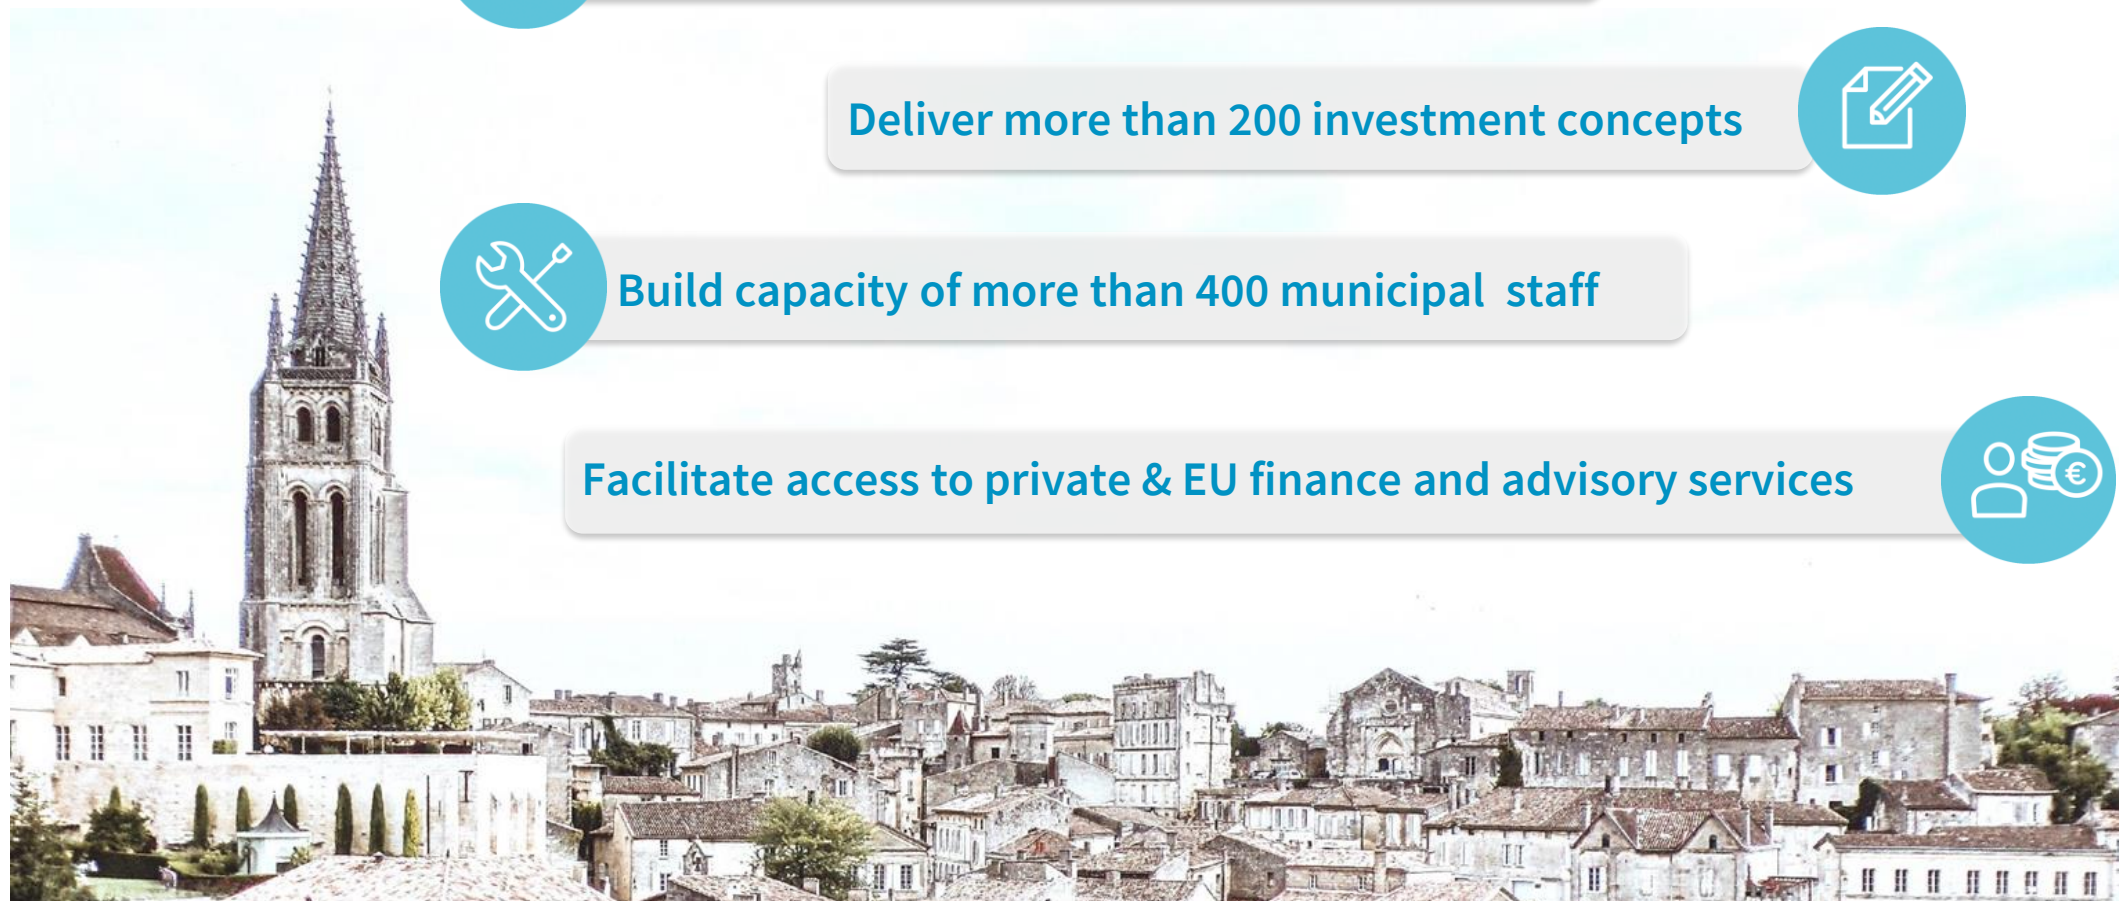 Deliver more than 200 investment concepts
Build capacity of more than 400 municipal  staff
Facilitate access to private & EU finance and advisory services
€